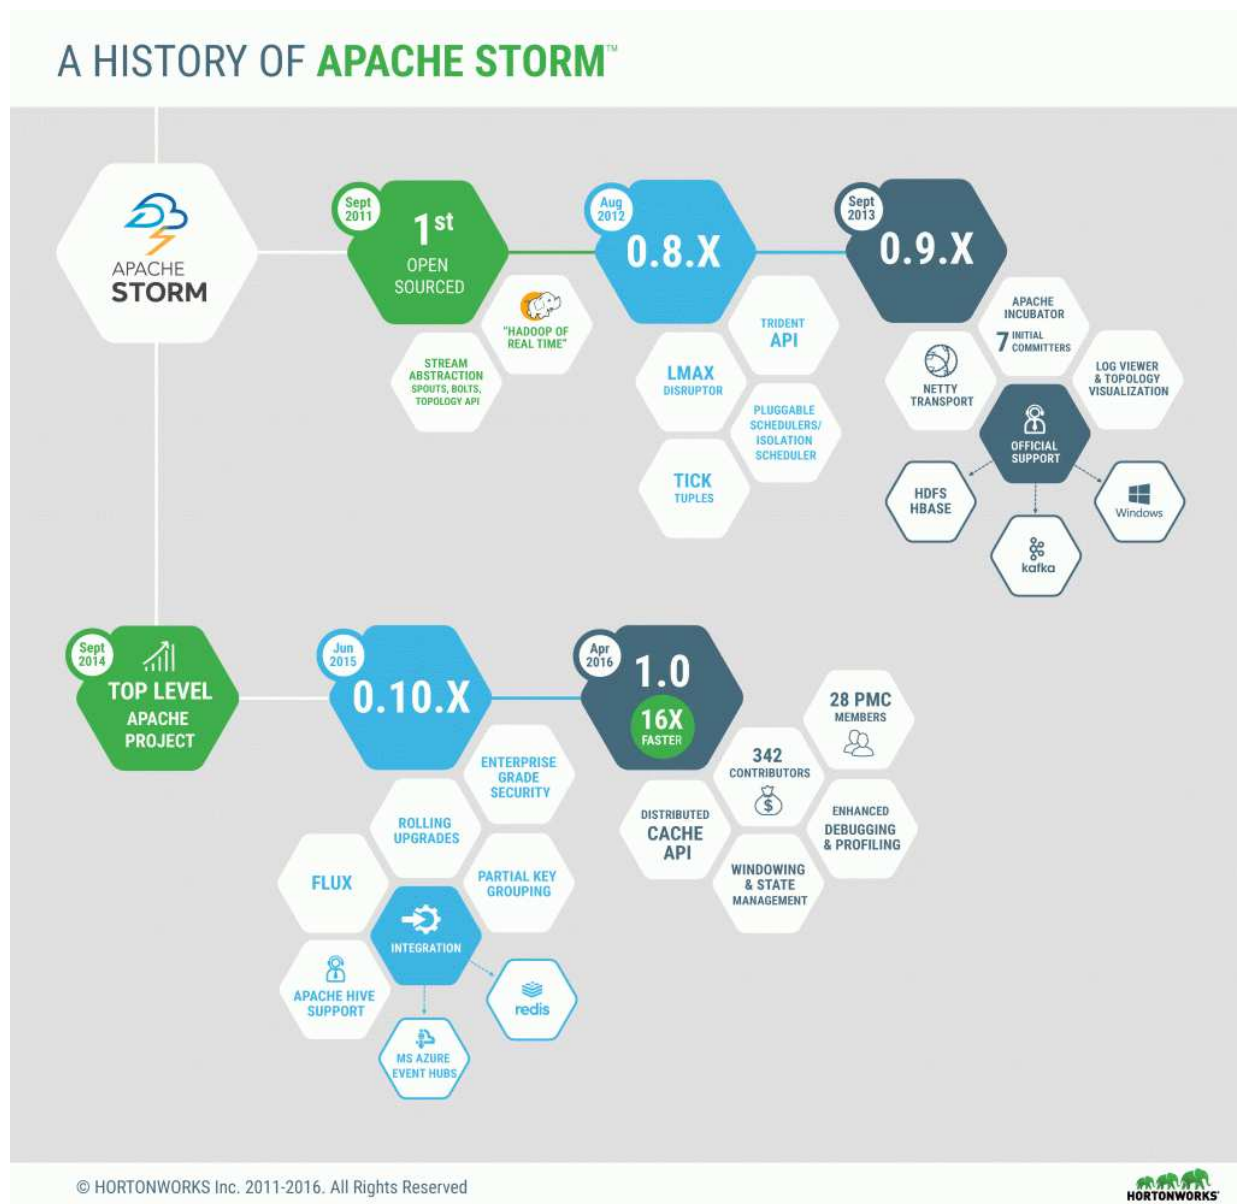 A HISTORY OF APACHE STORM™
APACHE
STORM
Sept
2011
1st
OPEN
SOURCED
"HADOOP OF
REAL TIME"
STREAM
ABSTRACTION
SPOUTS, BOLTS,
TOPOLOGY API
Aug
2012
0.8.X
TRIDENT
API
LMAX
DISRUPTOR
PLUGGABLE
SCHEDULERS/
ISOLATION
SCHEDULER
TICK
TUPLES
Sept
2013
0.9.X
APACHE
INCUBATOR
7 INITIAL
COMMITTERS
NETTY
TRANSPORT
LOG VIEWER
& TOPOLOGY
VISUALIZATION
OFFICIAL
SUPPORT
HDFS
HBASE
kafka
Windows
Sept
2014
TOP LEVEL
APACHE
PROJECT
Jun
2015
0.10.X
ENTERPRISE
GRADE
SECURITY
ROLLING
UPGRADES
FLUX
PARTIAL KEY
GROUPING
INTEGRATION
APACHE HIVE
SUPPORT
redis
MS AZURE
EVENT HUBS
Apr
2016
1.0
16X
FASTER
28 PMC
MEMBERS
342
CONTRIBUTORS
$
DISTRIBUTED
CACHE
API
ENHANCED
DEBUGGING
& PROFILING
WINDOWING
& STATE
MANAGEMENT
© HORTONWORKS Inc. 2011-2016. All Rights Reserved
HORTONWORKS